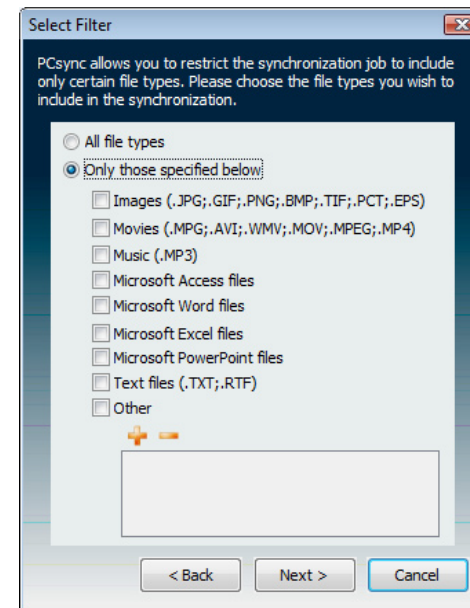 Select Filter
PCsync allows you to restrict the synchronization job to include
only certain file types. Please choose the file types you wish to
include in the synchronization.
All file types
Only those specified below
Images (.JPG;.GIF;.PNG;.BMP;.TIF;.PCT;.EPS)
Movies (.MPG;.AVI;.WMV;.MOV;.MPEG;.MP4)
Music (.MP3)
Microsoft Access files
Microsoft Word files
Microsoft Excel files
Microsoft PowerPoint files
Text files (.TXT;.RTF)
Other
< Back Next > Cancel